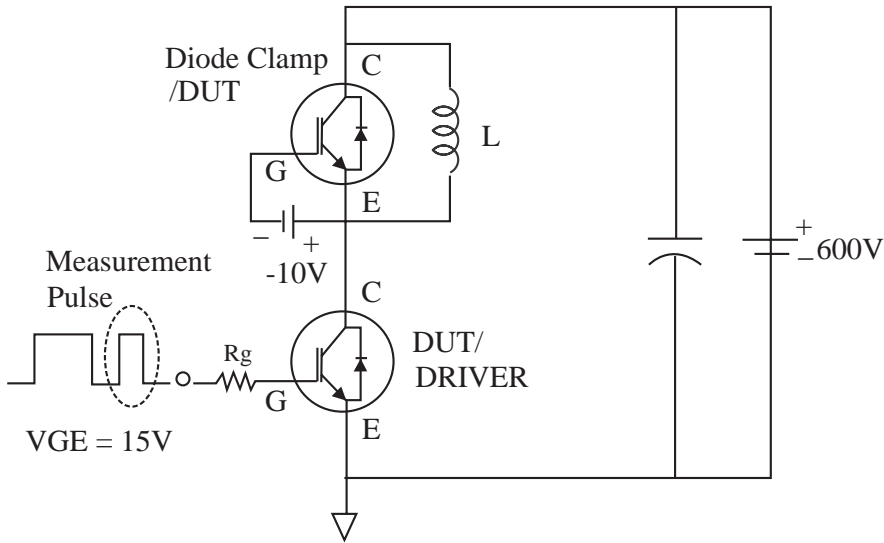 Diode Clamp
/DUT
C
G
E
L
−
+
-10V
+
−
600V
Measurement
Pulse
Rg
C
G
E
DUT/
DRIVER
VGE = 15V